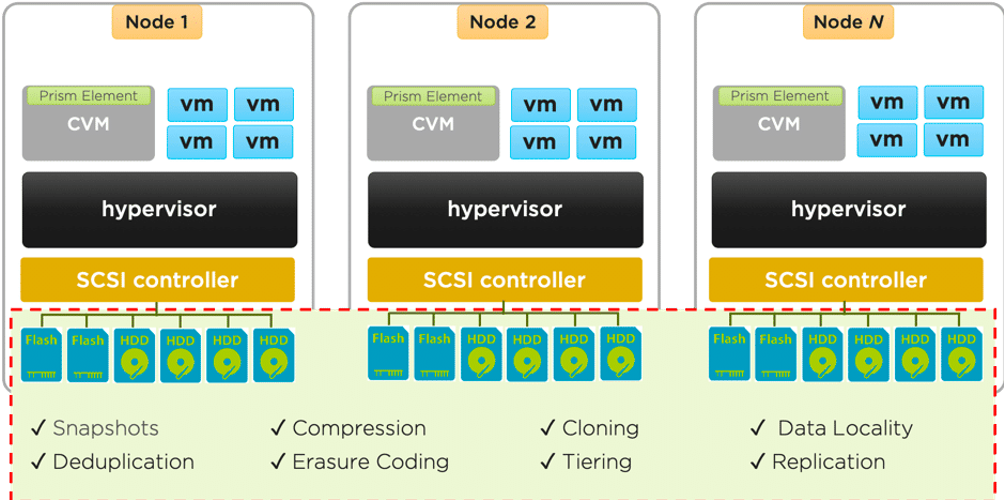 Node 1
Node 2
Node N
Prism Element
CVM
vm vm
vm vm
Prism Element
CVM
vm vm
vm vm
Prism Element
CVM
vm vm
vm vm
hypervisor
hypervisor
hypervisor
SCSI controller
SCSI controller
SCSI controller
Flash Flash HDD HDD HDD HDD
Flash Flash HDD HDD HDD HDD
Flash Flash HDD HDD HDD HDD
✓ Snapshots ✓ Compression ✓ Cloning ✓ Data Locality
✓ Deduplication ✓ Erasure Coding ✓ Tiering ✓ Replication